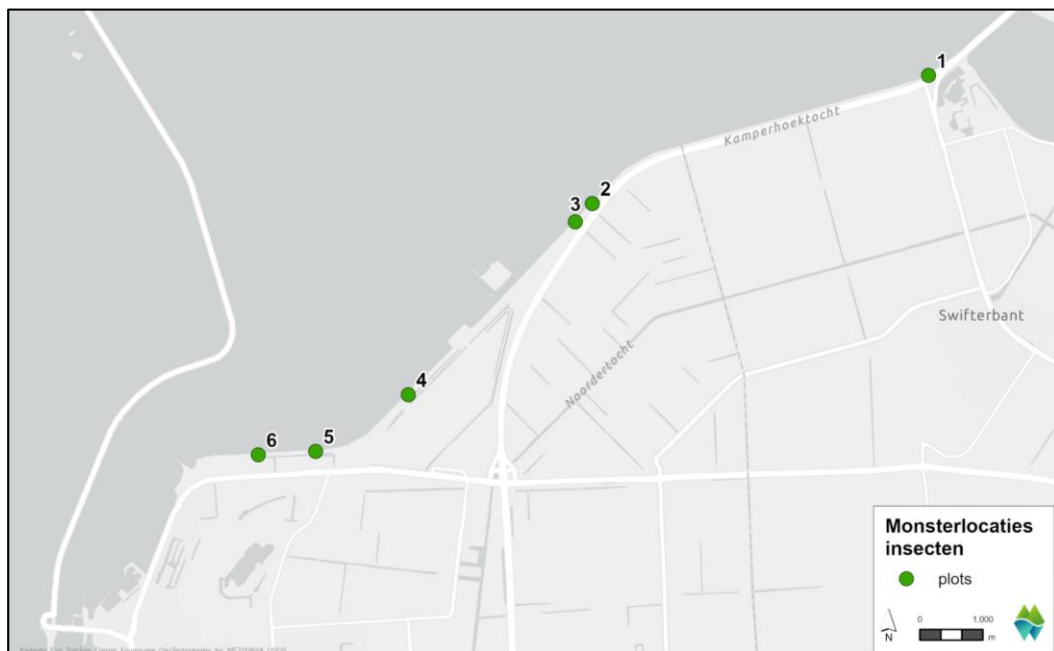 1
Kamperhoektocht
2
3
Swifterbant
Noordertocht
4
5
6
Monsterlocaties
insecten
plots
N
0
1.000
m